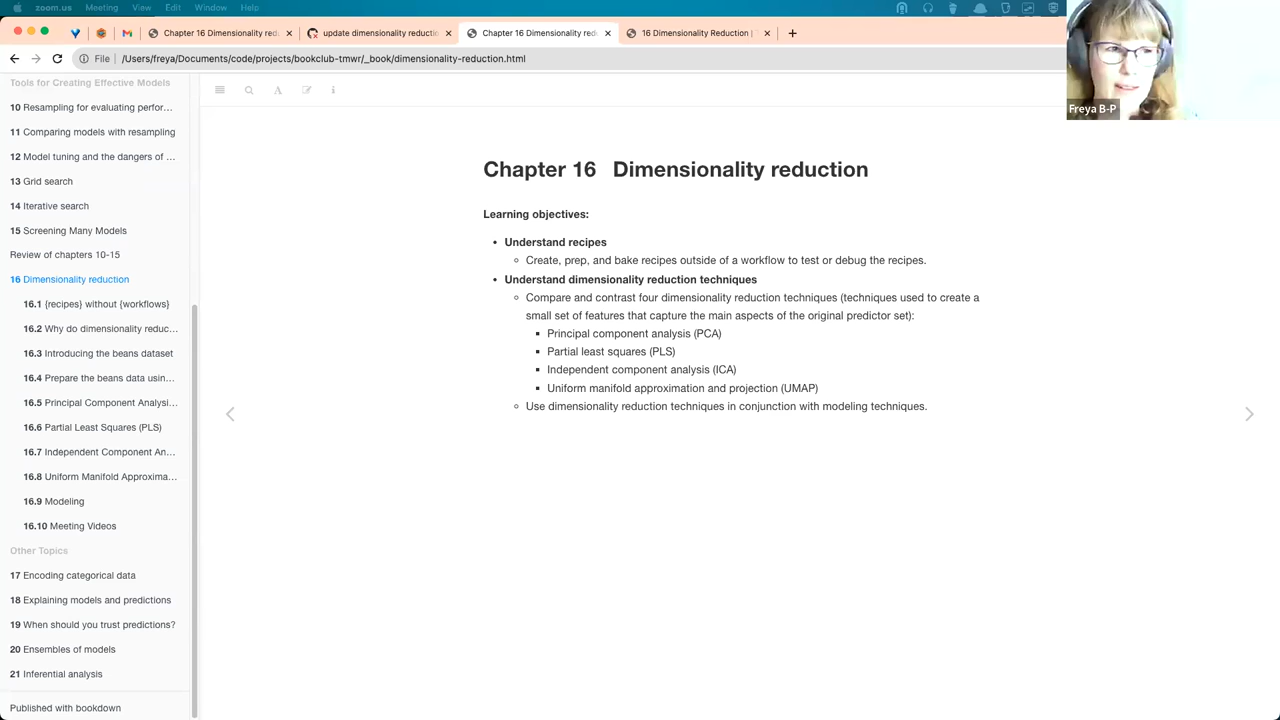 zoom.us Meeting View Edit Window Help
Chapter 16 Dimensionality red
update dimensionality reductio
Chapter 16 Dimensionality red
16 Dimensionality Reduction |
File /Users/freya/Documents/code/projects/bookclub-tmwr/_book/dimensionality-reduction.html
Freya B-P
Tools for Creating Effective Models
10 Resampling for evaluating perfor…
11 Comparing models with resampling
12 Model tuning and the dangers of …
13 Grid search
14 Iterative search
15 Screening Many Models
Review of chapters 10-15
16 Dimensionality reduction
16.1 {recipes} without {workflows}
16.2 Why do dimensionality reduc…
16.3 Introducing the beans dataset
16.4 Prepare the beans data usin…
16.5 Principal Component Analysi…
16.6 Partial Least Squares (PLS)
16.7 Independent Component An…
16.8 Uniform Manifold Approxima…
16.9 Modeling
16.10 Meeting Videos
Other Topics
17 Encoding categorical data
18 Explaining models and predictions
19 When should you trust predictions?
20 Ensembles of models
21 Inferential analysis
Published with bookdown
Chapter 16 Dimensionality reduction
Learning objectives:
• Understand recipes
Create, prep, and bake recipes outside of a workflow to test or debug the recipes.
• Understand dimensionality reduction techniques
Compare and contrast four dimensionality reduction techniques (techniques used to create a
small set of features that capture the main aspects of the original predictor set):
Principal component analysis (PCA)
Partial least squares (PLS)
Independent component analysis (ICA)
Uniform manifold approximation and projection (UMAP)
Use dimensionality reduction techniques in conjunction with modeling techniques.